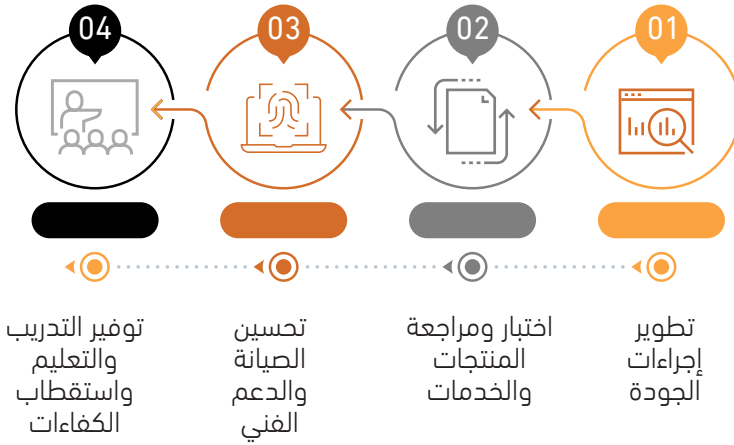 01
02
03
04
تطوير
إجراءات
الجودة
اختبار ومراجعة
المنتجات
والخدمات
تحسين
الصيانة
والدعم
الفني
توفير التدريب
والتعليم
واستقطاب
الكفاءات